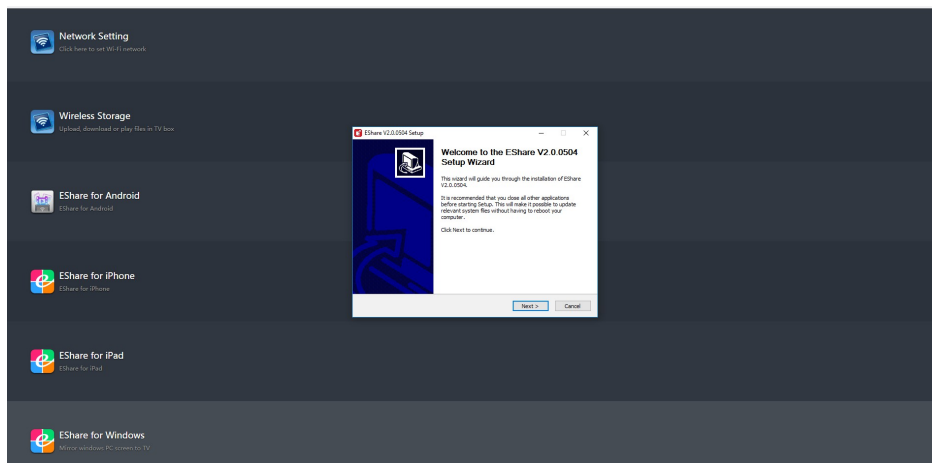 Network Setting
Click here to set Wi-Fi network
Wireless Storage
Upload, download or play files in TV box
EShare for Android
EShare for Android
EShare for iPhone
EShare for iPhone
EShare for iPad
EShare for iPad
EShare for Windows
Mirror windows PC screen to TV
EShare V2.0.0504 Setup
Welcome to the EShare V2.0.0504
Setup Wizard
This wizard will guide you through the installation of EShare
V2.0.0504.
It is recommended that you close all other applications
before starting Setup. This will make it possible to update
relevant system files without having to reboot your
computer.
Click Next to continue.
Next >
Cancel